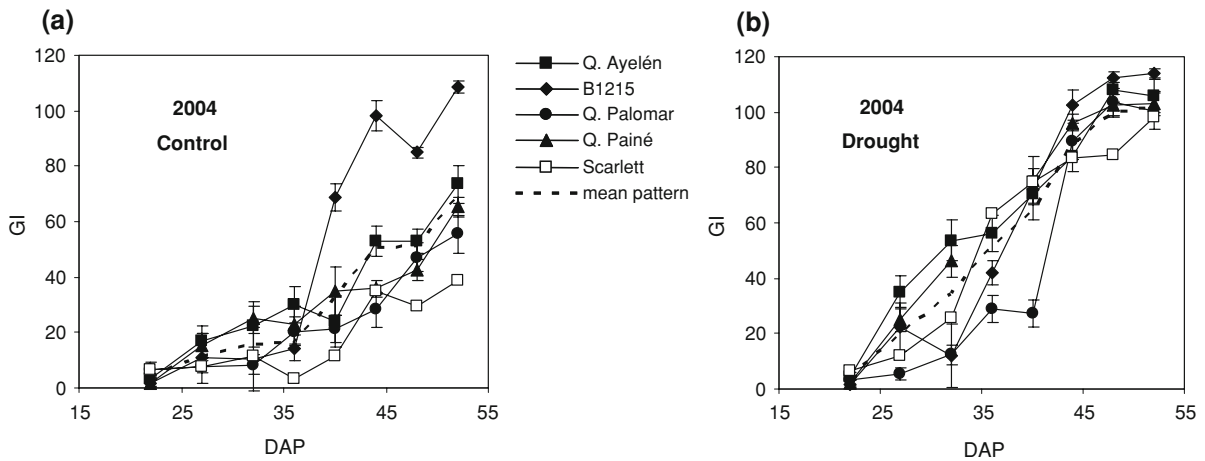 (a)
120
100
80
60
40
20
0
GI
2004
Control
15 25 35 45 55
DAP
Q. Ayelén
B1215
Q. Palomar
Q. Painé
Scarlett
mean pattern
(b)
120
100
80
60
40
20
0
GI
2004
Drought
15 25 35 45 55
DAP